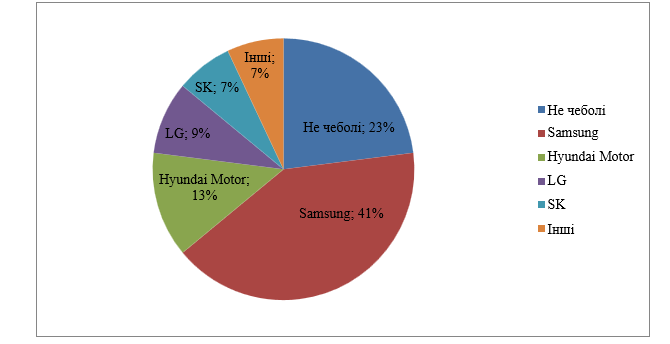 Інші;
7%
SK; 7%
Не чеболі; 23%
LG; 9%
Hyundai Motor;
13%
Samsung; 41%
Не чеболі
Samsung
Hyundai Motor
LG
SK
Інші